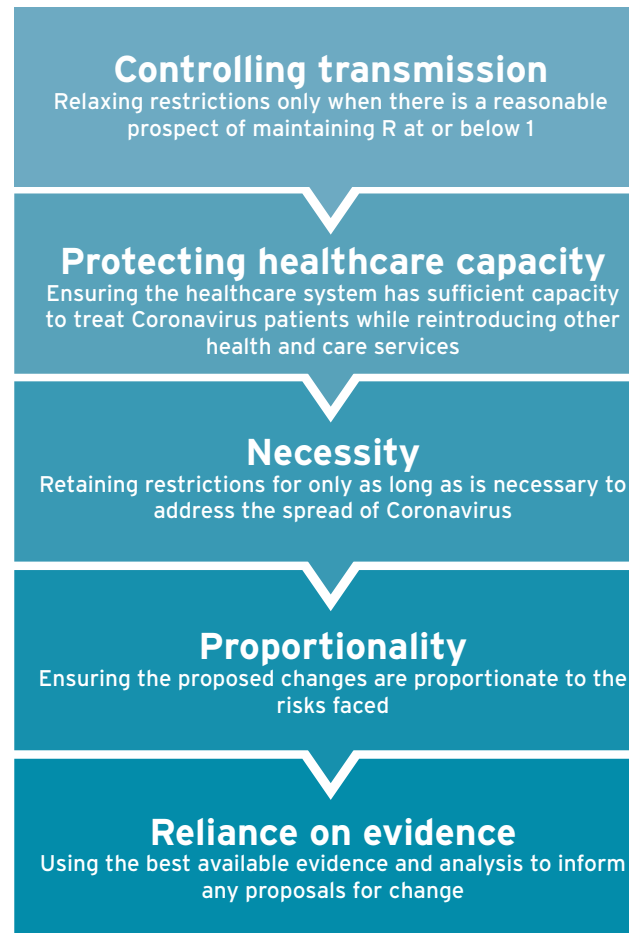 Controlling transmission
Relaxing restrictions only when there is a reasonable
prospect of maintaining R at or below 1
Protecting healthcare capacity
Ensuring the healthcare system has sufficient capacity
to treat Coronavirus patients while reintroducing other
health and care services
Necessity
Retaining restrictions for only as long as is necessary to
address the spread of Coronavirus
Proportionality
Ensuring the proposed changes are proportionate to the
risks faced
Reliance on evidence
Using the best available evidence and analysis to inform
any proposals for change